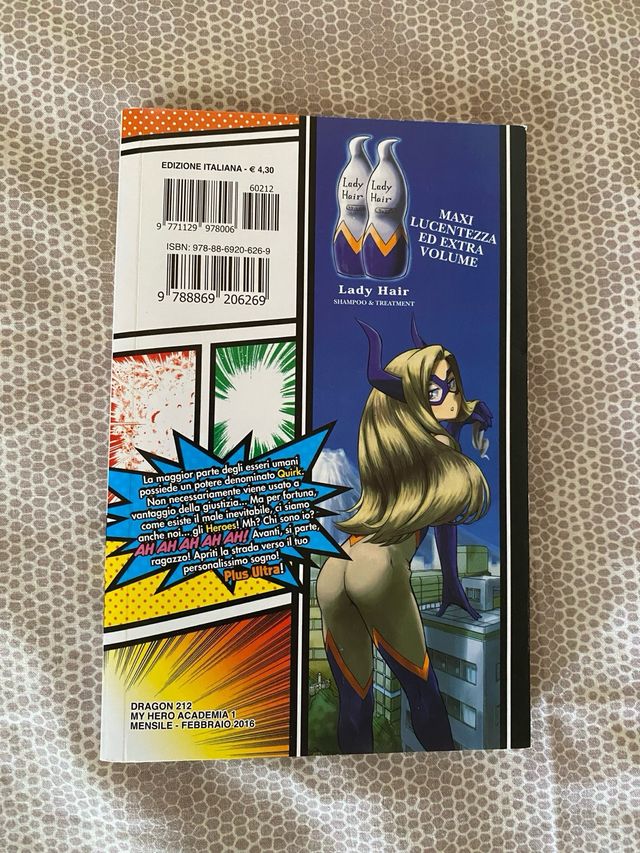 EDIZIONE ITALIANA - € 4,30
60212
9 771129 978006
ISBN: 978-88-6920-626-9
9 788869 206269
Lady
Hair
Lady
Hair
MAXI
LUCENTEZZA
ED EXTRA
VOLUME
Lady Hair
SHAMPOO & TREATMENT
La maggior parte degli esseri umani
possiede un potere denominato Quirk.
Non necessariamente viene usato a
vantaggio della giustizia... Ma per fortuna,
come esiste il male inevitabile, ci siamo
anche noi... gli Heroes! Mh? Chi sono io?
AH AH AH AH AH! Avanti, si parte,
ragazzo! Apriti la strada verso il tuo
personalissimo sogno!
Plus Ultra!
DRAGON 212
MY HERO ACADEMIA 1
MENSILE - FEBBRAIO 2016